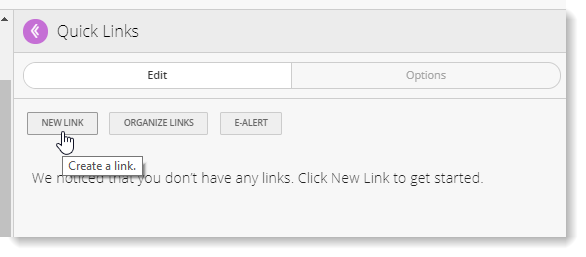 Quick Links
Edit
Options
NEW LINK
ORGANIZE LINKS
E-ALERT
Create a link.
We noticed that you don't have any links. Click New Link to get started.